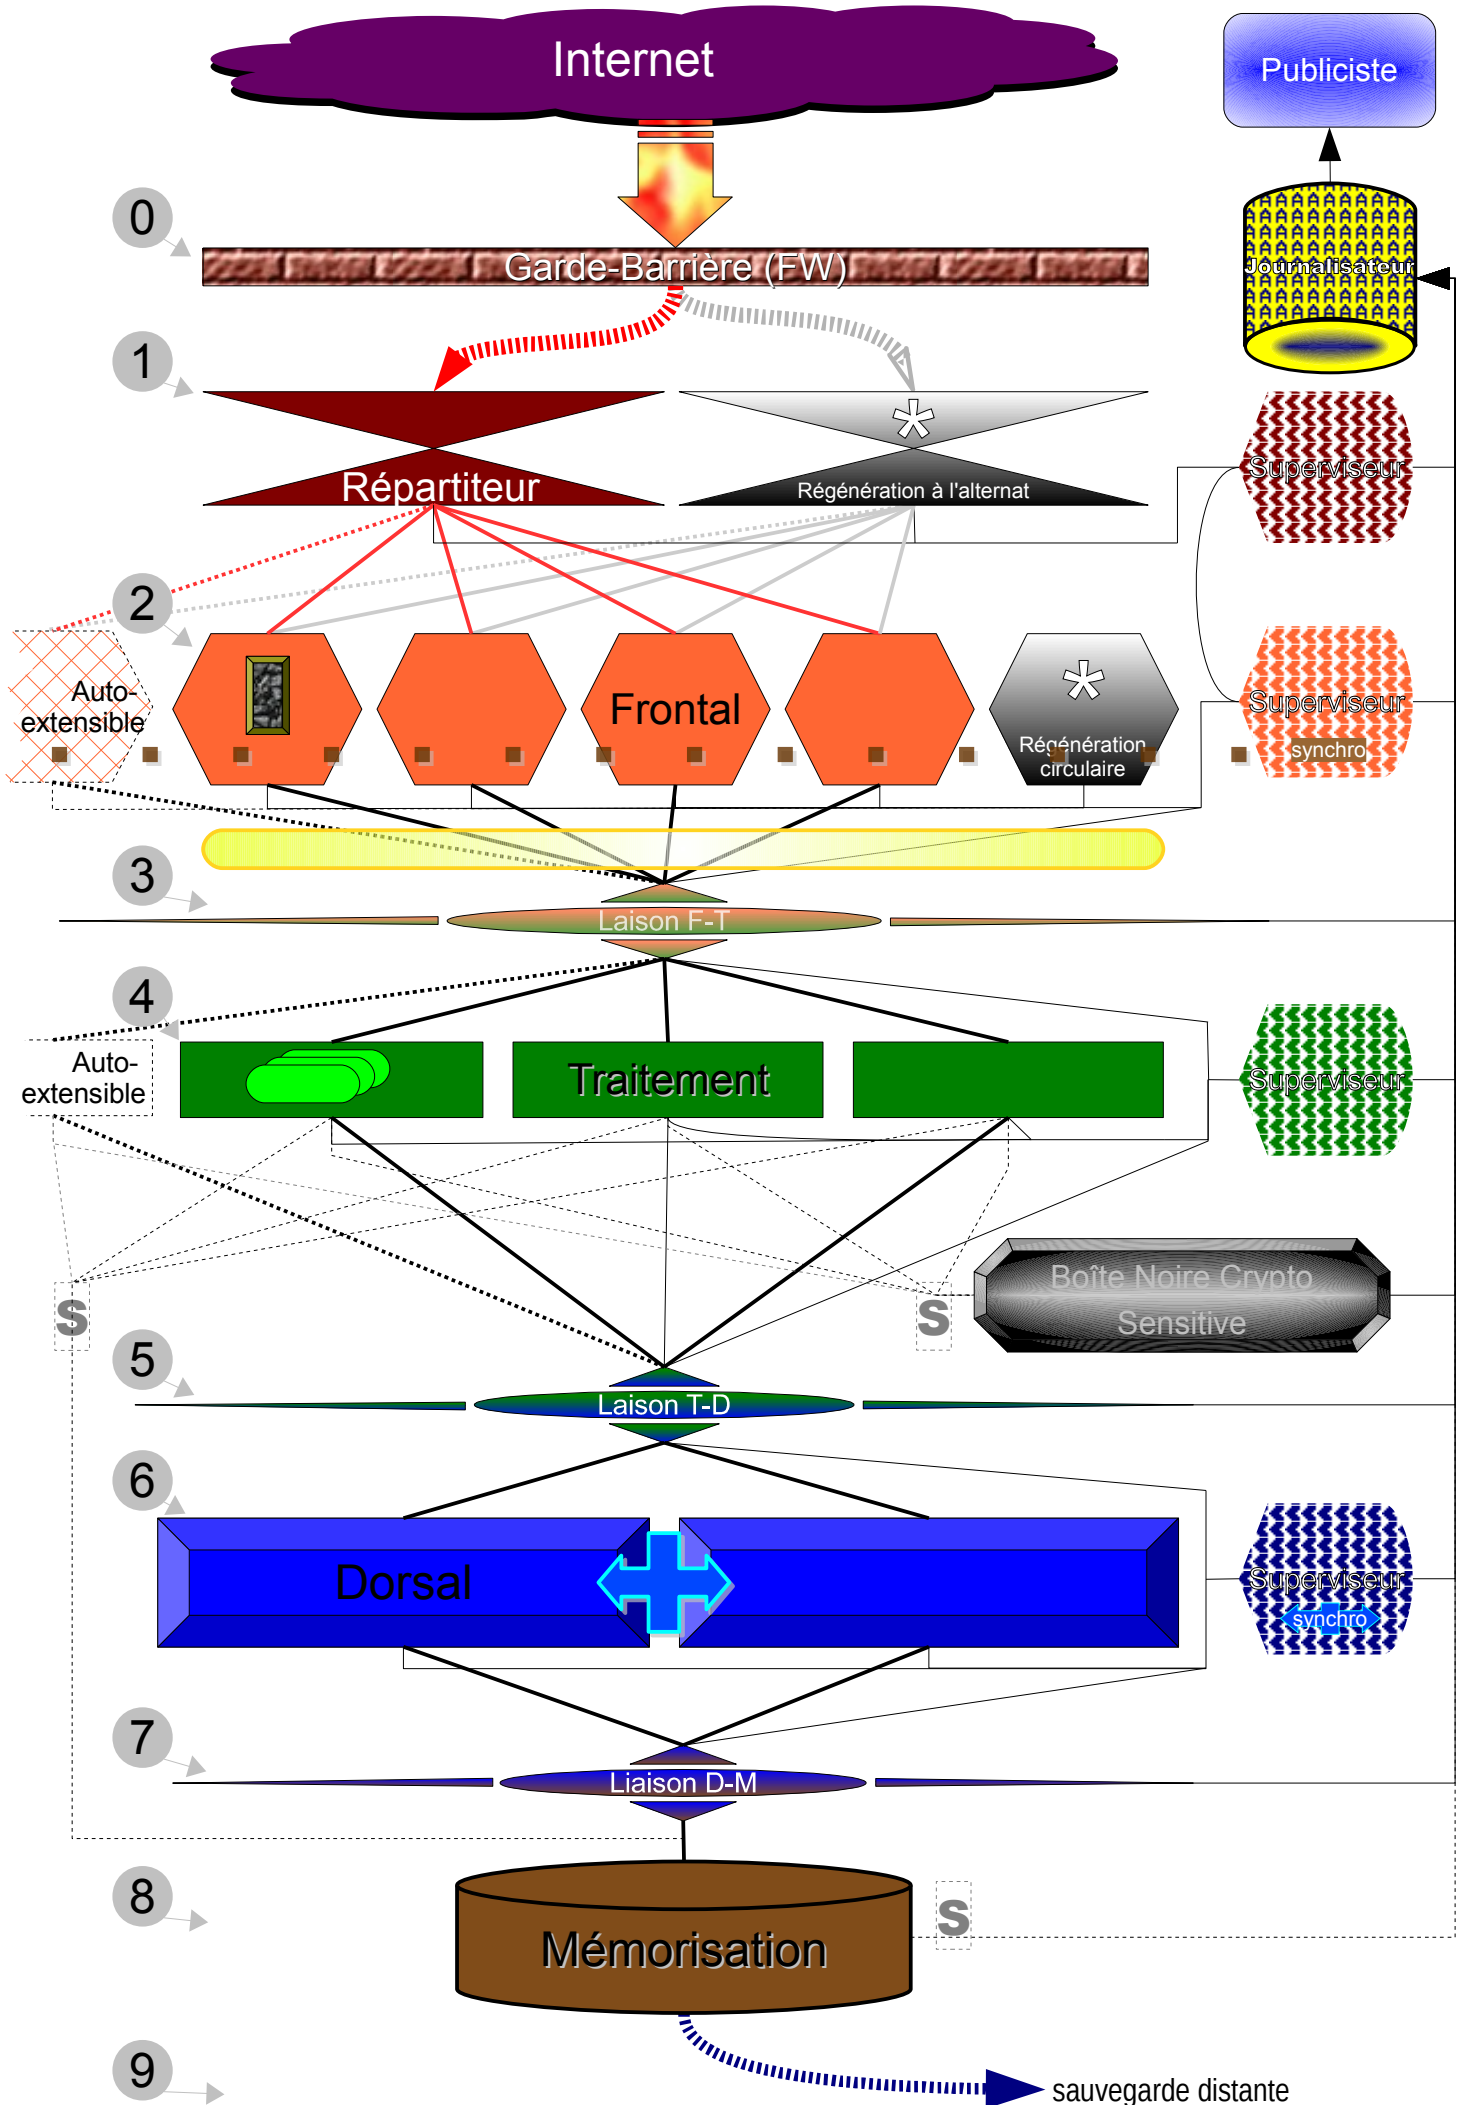 Internet
Publiciste
0
Garde-Barrière (FW)
Journalisateur
1
*
Répartiteur
Régénération à l'alternat
Superviseur
2
Auto-
extensible
Frontal
*
Régénération
circulaire
Superviseur
synchro
3
Laison F-T
4
Auto-
extensible
Traitement
Superviseur
S
S
Boîte Noire Crypto
Sensitive
5
Laison T-D
6
Dorsal
Superviseur
synchro
7
Liaison D-M
8
Mémorisation
S
9
sauvegarde distante